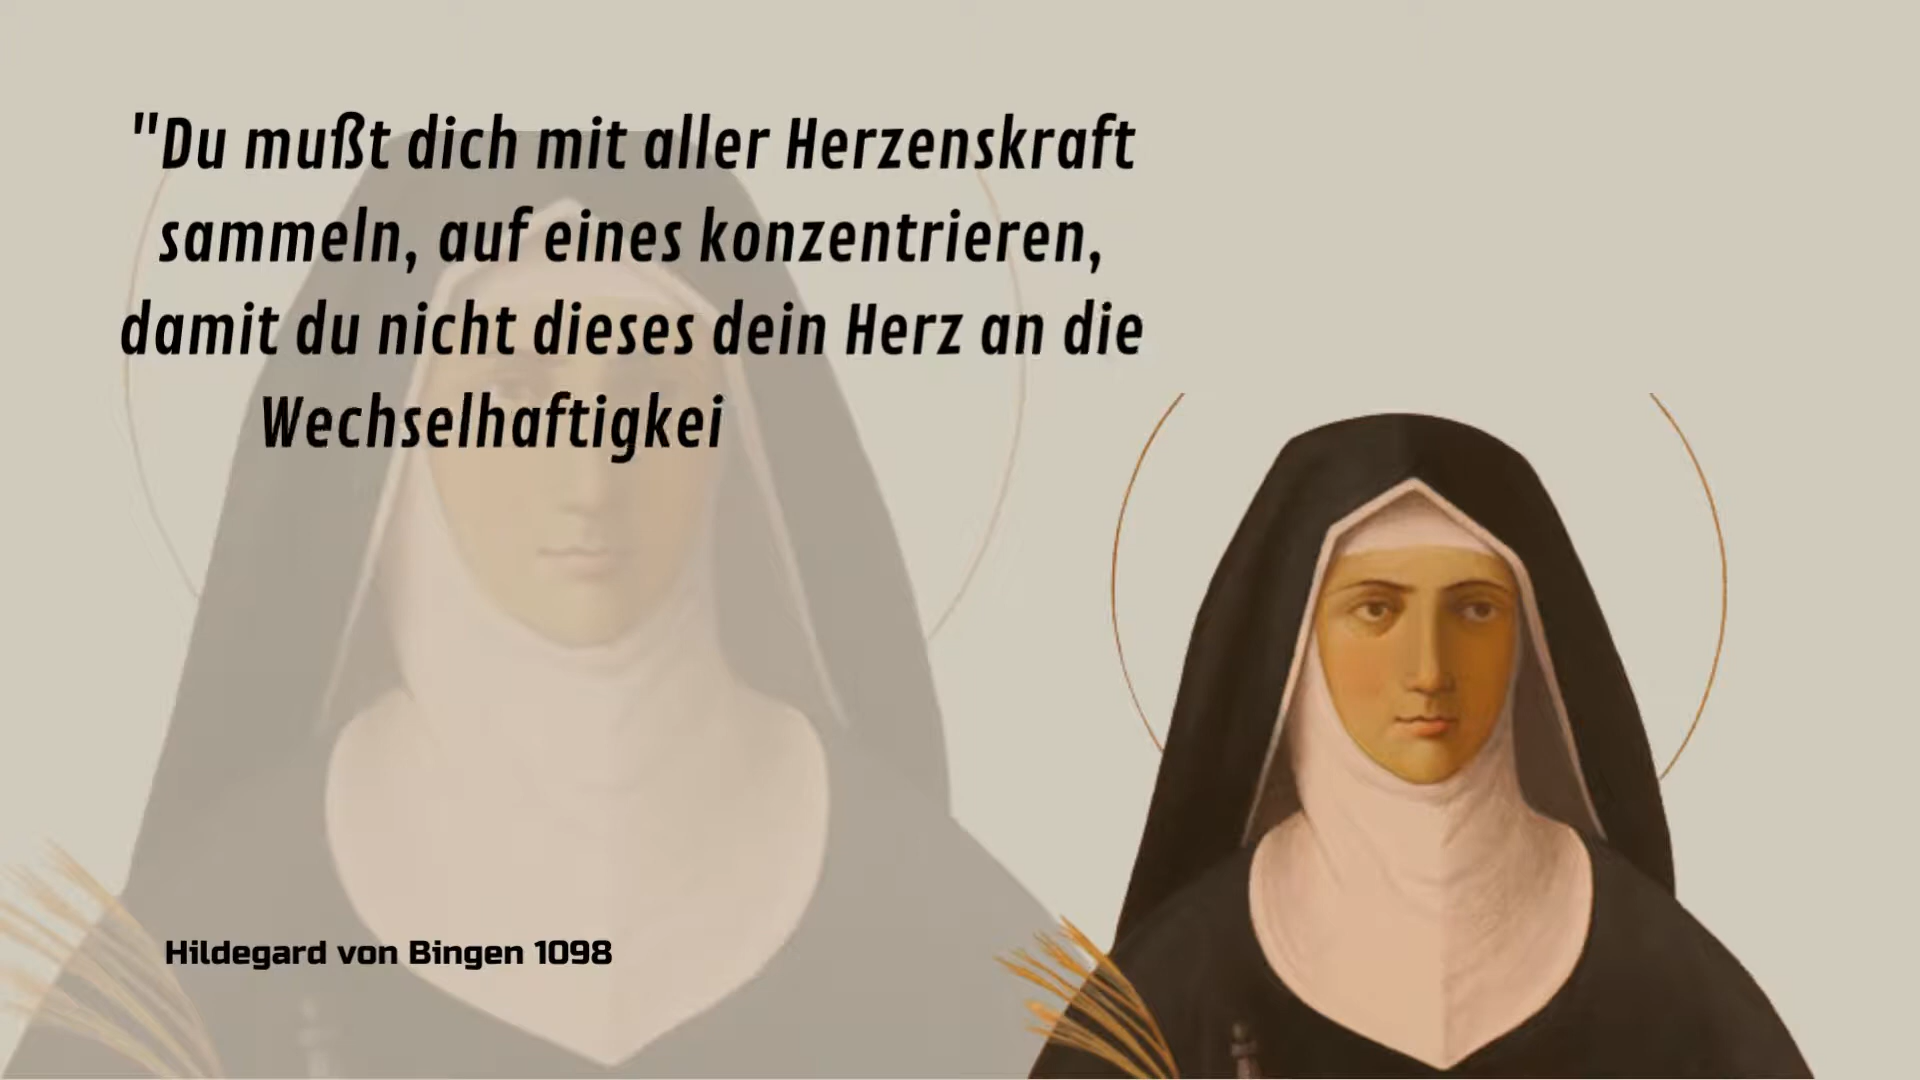 "Du mußt dich mit aller Herzenskraft
sammeln, auf eines konzentrieren,
damit du nicht dieses dein Herz an die
Wechselhaftigkei
Hildegard von Bingen 1098